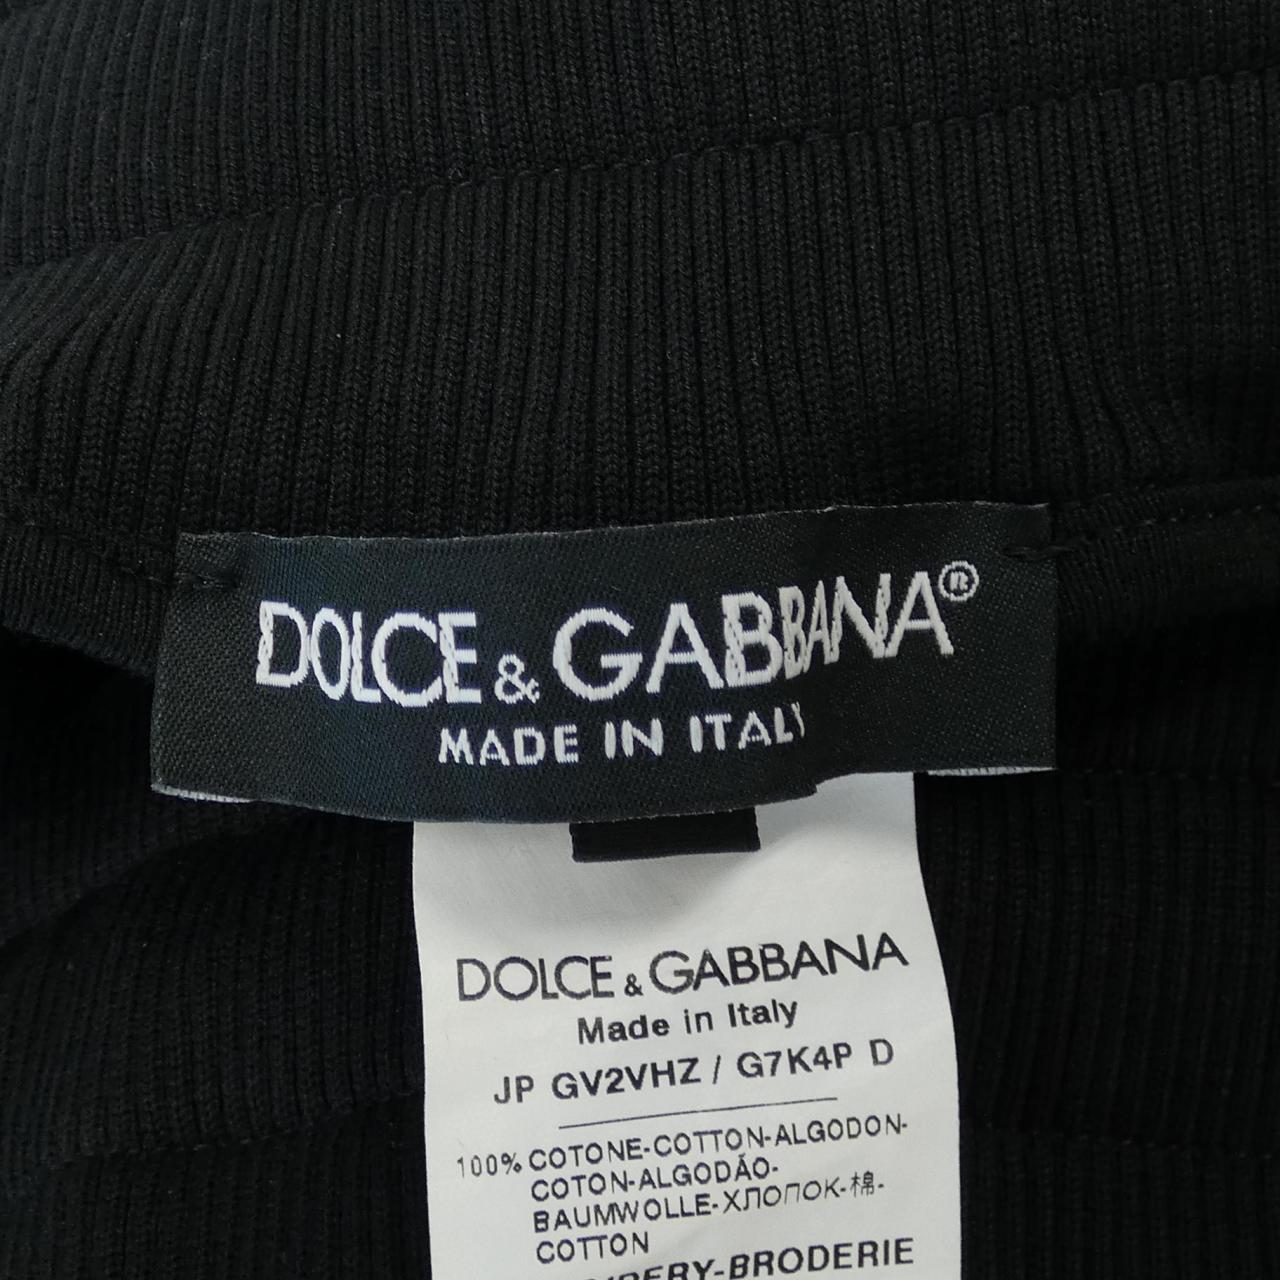 DOLCE & GABBANA®
MADE IN ITALY
DOLCE & GABBANA
Made in Italy
JP GV2VHZ / G7K4P D
100% COTONE-COTTON-ALGODON-
COTON-ALGODÃO-
BAUMWOLLE-ХЛОПОК-棉-
COTTON
-BRODERIE